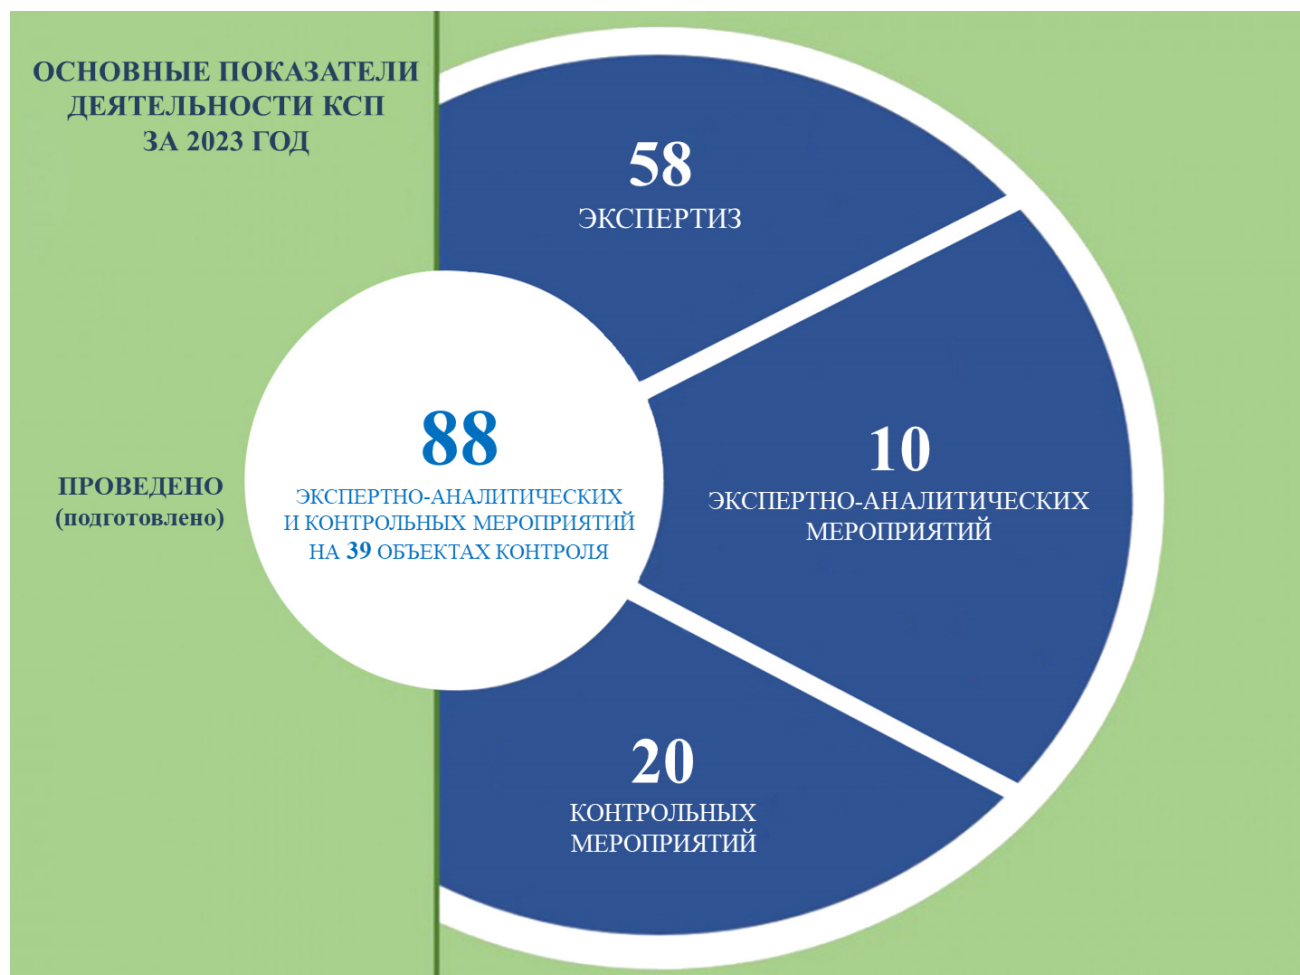 ОСНОВНЫЕ ПОКАЗАТЕЛИ
ДЕЯТЕЛЬНОСТИ КСП
ЗА 2023 ГОД
58
ЭКСПЕРТИЗ
ПРОВЕДЕНО
(подготовлено)
88
ЭКСПЕРТНО-АНАЛИТИЧЕСКИХ
И КОНТРОЛЬНЫХ МЕРОПРИЯТИЙ
НА 39 ОБЪЕКТАХ КОНТРОЛЯ
10
ЭКСПЕРТНО-АНАЛИТИЧЕСКИХ
МЕРОПРИЯТИЙ
20
КОНТРОЛЬНЫХ
МЕРОПРИЯТИЙ